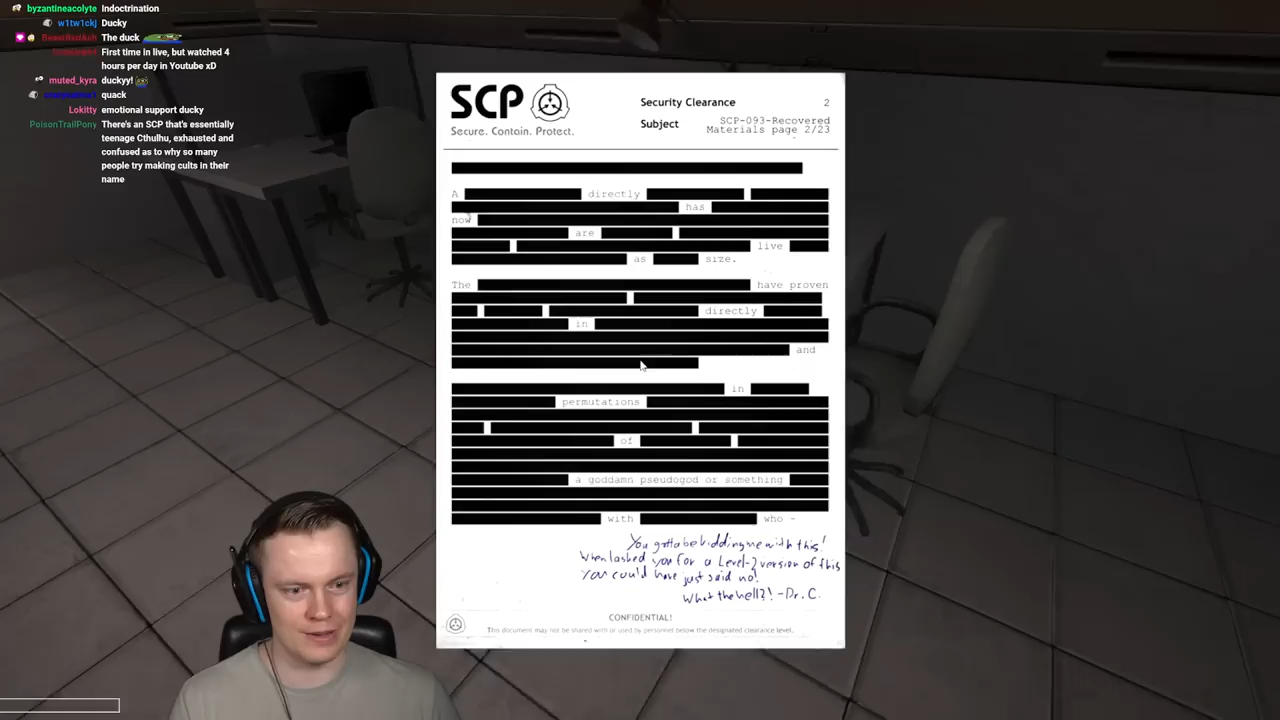 byzantineacolyte Indoctrination
w1tw1ckj Ducky
The duck
First time in live, but watched 4
hours per day in Youtube xD
muted_kyra duckyy!
quack
Lokitty emotional support ducky
PoisonTrailPony There's an SCP that's essentially
teenage Cthulhu, exhausted and
confused as to why so many
people try making cults in their
name
SCP
Secure. Contain. Protect.
Security Clearance 2
Subject SCP-093-Recovered
Materials page 2/23
A directly
has
now
are
live
as size.
The have proven
directly
in
and
in
permutations
of
a goddamn pseudogod or something
with who -
You gotta be kidding me with this!
When I asked you for a Level-2 version of this
You could have just said no!
What the hell?! -Dr. C.
CONFIDENTIAL!
This document may not be shared with or used by personnel below the designated clearance level.